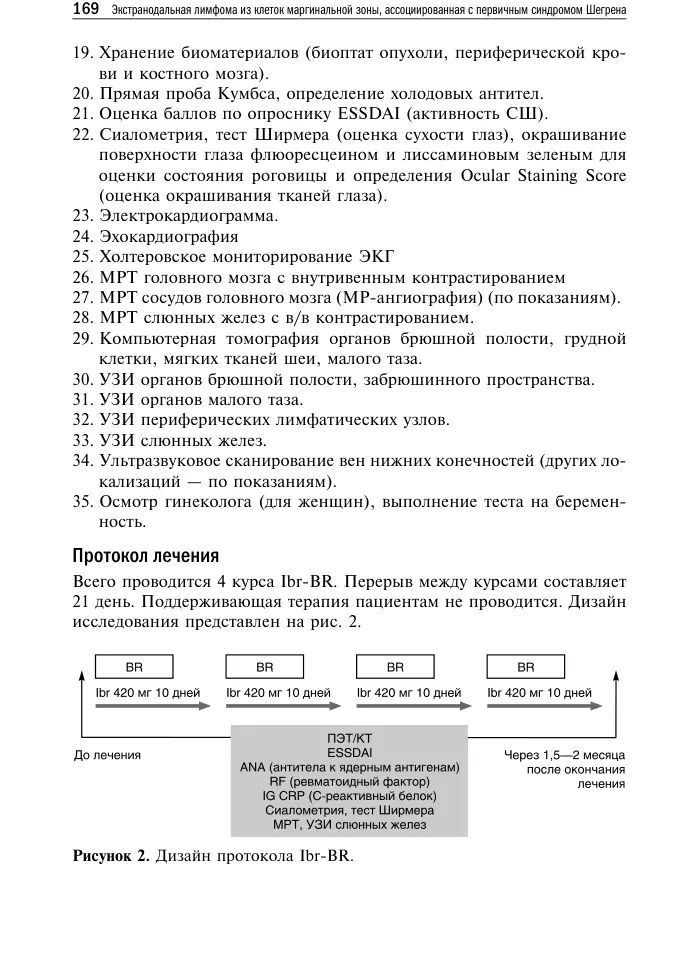 169 Экстранодальная лимфома из клеток маргинальной зоны, ассоциированная с первичным синдромом Шегрена
19. Хранение биоматериалов (биоптат опухоли, периферической кро-
ви и костного мозга).
20. Прямая проба Кумбса, определение холодовых антител.
21. Оценка баллов по опроснику ESSDAI (активность СШ).
22. Сиалометрия, тест Ширмера (оценка сухости глаз), окрашивание
поверхности глаза флюоресцеином и лиссаминовым зеленым для
оценки состояния роговицы и определения Ocular Staining Score
(оценка окрашивания тканей глаза).
23. Электрокардиограмма.
24. Эхокардиография
25. Холтеровское мониторирование ЭКГ
26. МРТ головного мозга с внутривенным контрастированием
27. МРТ сосудов головного мозга (МР-ангиография) (по показаниям).
28. МРТ слюнных желез с в/в контрастированием.
29. Компьютерная томография органов брюшной полости, грудной
клетки, мягких тканей шеи, малого таза.
30. УЗИ органов брюшной полости, забрюшинного пространства.
31. УЗИ органов малого таза.
32. УЗИ периферических лимфатических узлов.
33. УЗИ слюнных желез.
34. Ультразвуковое сканирование вен нижних конечностей (других ло-
кализаций — по показаниям).
35. Осмотр гинеколога (для женщин), выполнение теста на беремен-
ность.
Протокол лечения
Всего проводится 4 курса Ibr-BR. Перерыв между курсами составляет
21 день. Поддерживающая терапия пациентам не проводится. Дизайн
исследования представлен на рис. 2.
BR BR BR BR
Ibr 420 мг 10 дней Ibr 420 мг 10 дней Ibr 420 мг 10 дней Ibr 420 мг 10 дней
До лечения
ПЭТ/КТ
ESSDAI
ANA (антитела к ядерным антигенам)
RF (ревматоидный фактор)
IG CRP (С-реактивный белок)
Сиалометрия, тест Ширмера
МРТ, УЗИ слюнных желез
Через 1,5—2 месяца
после окончания
лечения
Рисунок 2. Дизайн протокола Ibr-BR.